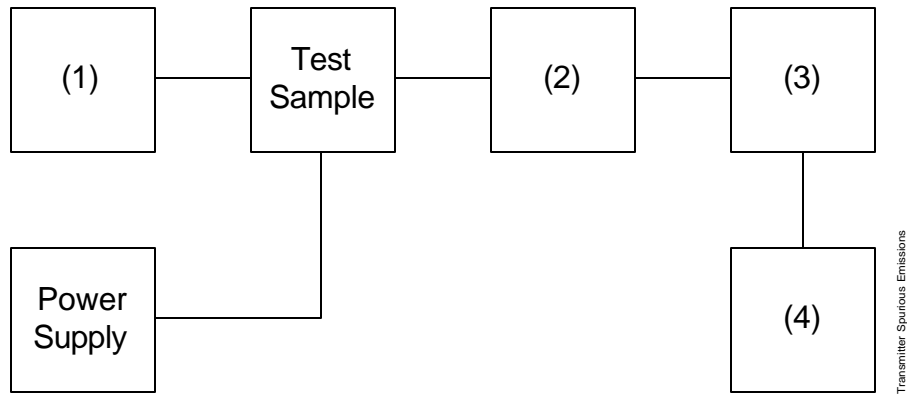 (1)
Test
Sample
(2)
(3)
Power
Supply
(4)
Transmitter Spurious Emissions